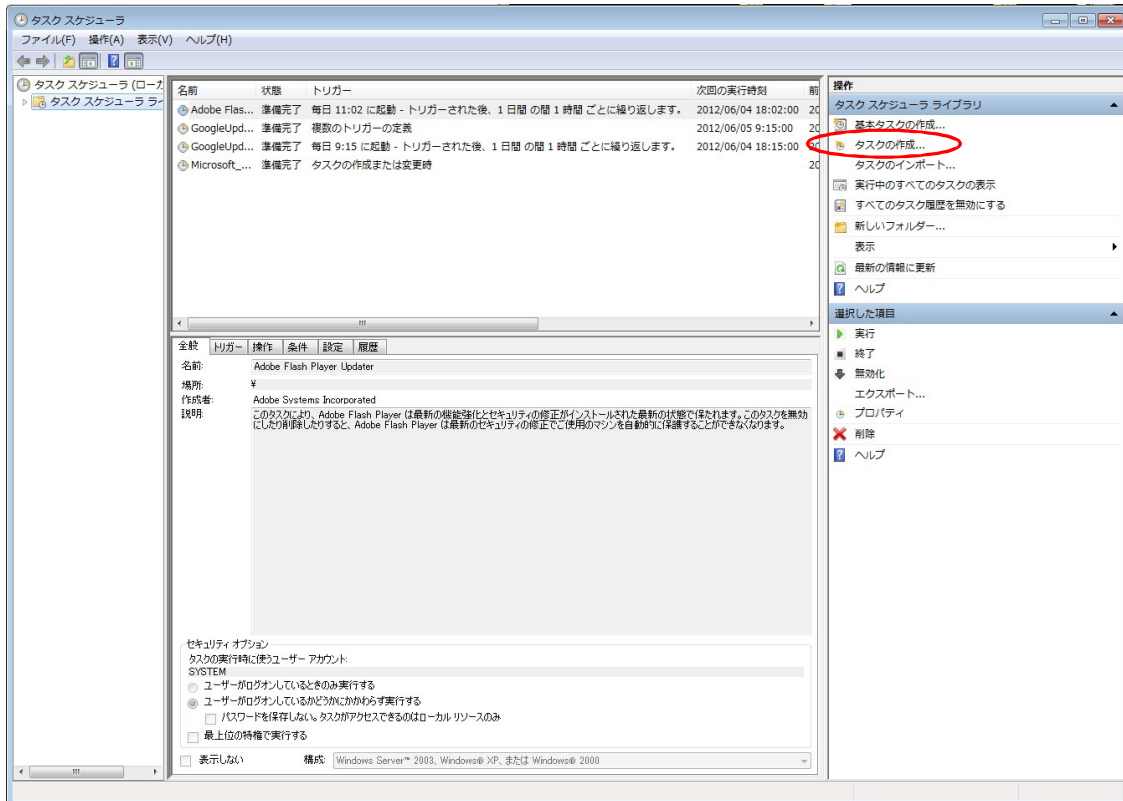 タスク スケジューラ
ファイル(F) 操作(A) 表示(V) ヘルプ(H)
タスク スケジューラ (ローカ
タスク スケジューラ ライ
名前 状態 トリガー 次回の実行時刻 前
Adobe Flas... 準備完了 毎日 11:02 に起動 - トリガーされた後、1 日間 の間 1 時間 ごとに繰り返します。 2012/06/04 18:02:00 20
GoogleUpd... 準備完了 複数のトリガーの定義 2012/06/05 9:15:00 20
GoogleUpd... 準備完了 毎日 9:15 に起動 - トリガーされた後、1 日間 の間 1 時間 ごとに繰り返します。 2012/06/04 18:15:00 20
Microsoft_... 準備完了 タスクの作成または変更時 20
全般 トリガー 操作 条件 設定 履歴
名前: Adobe Flash Player Updater
場所: ¥
作成者: Adobe Systems Incorporated
説明: このタスクにより、Adobe Flash Player は最新の機能強化とセキュリティの修正がインストールされた最新の状態で保たれます。このタスクを無効
にしたり削除したりすると、Adobe Flash Player は最新のセキュリティの修正でご使用のマシンを自動的に保護することができなくなります。
セキュリティ オプション
タスクの実行時に使うユーザー アカウント:
SYSTEM
ユーザーがログオンしているときのみ実行する
ユーザーがログオンしているかどうかにかかわらず実行する
パスワードを保存しない。タスクがアクセスできるのはローカル リソースのみ
最上位の特権で実行する
表示しない 構成: Windows Server™ 2003、Windows® XP、または Windows® 2000
操作
タスク スケジューラ ライブラリ
基本タスクの作成...
タスクの作成...
タスクのインポート...
実行中のすべてのタスクの表示
すべてのタスク履歴を無効にする
新しいフォルダー...
表示
最新の情報に更新
ヘルプ
選択した項目
実行
終了
無効化
エクスポート...
プロパティ
削除
ヘルプ